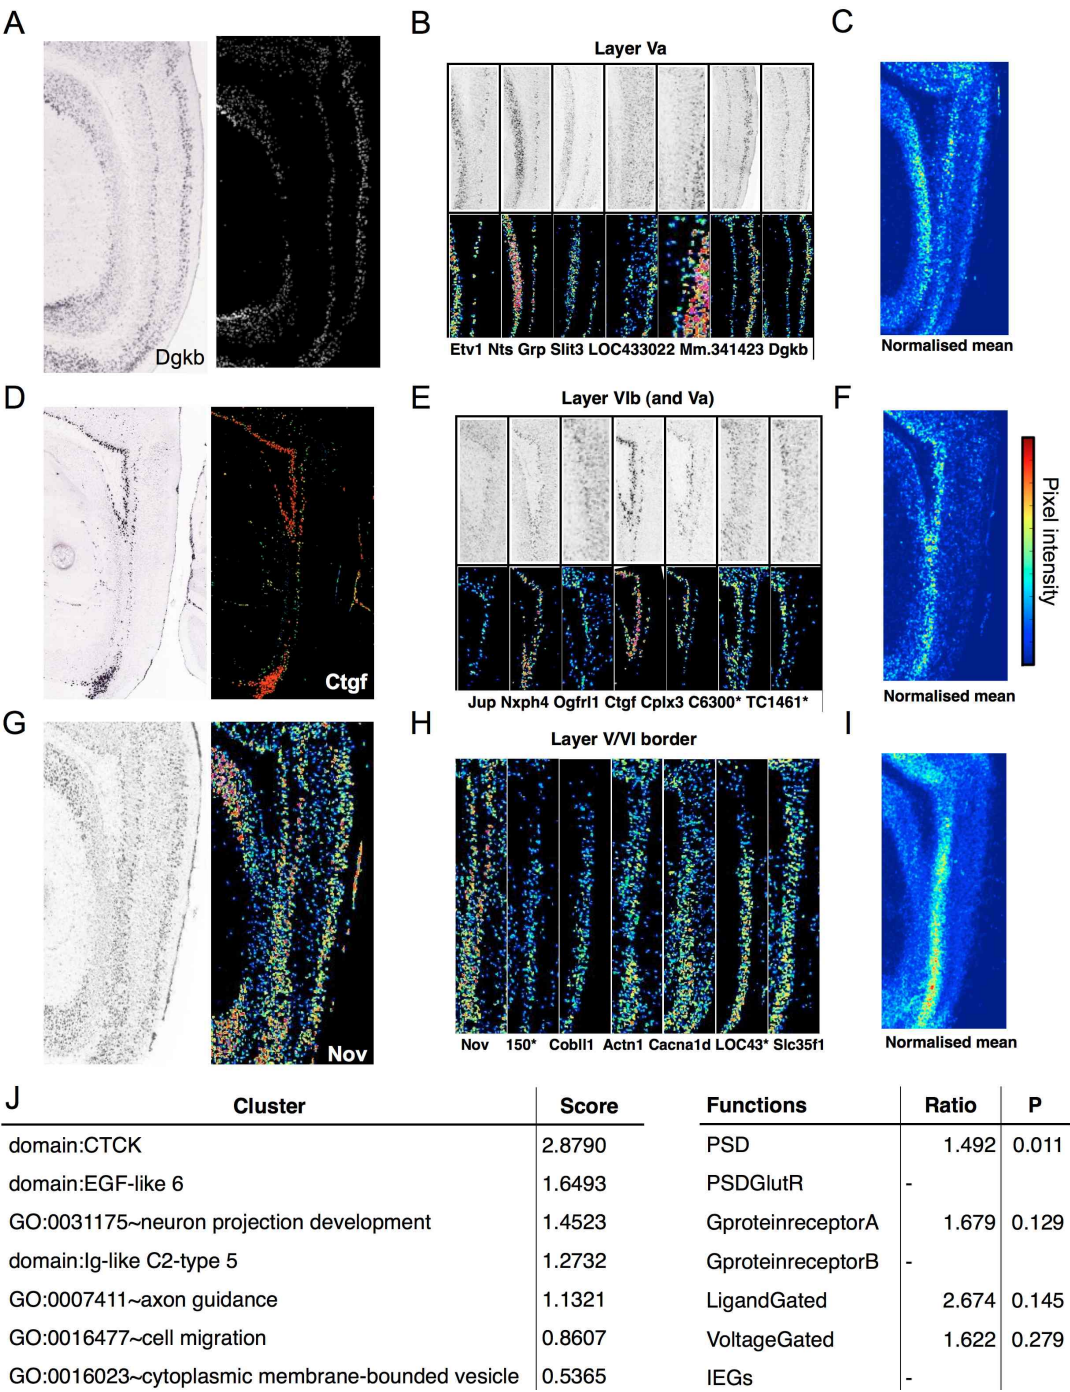 A
B
C
Layer Va
Dgkb
Etv1 Nts Grp Slit3 LOC433022 Mm.341423 Dgkb
Normalised mean
D
E
F
Layer VIb (and Va)
Ctgf
Jup Nxph4 Ogfrl1 Ctgf Cplx3 C6300* TC1461*
Normalised mean
Pixel intensity
G
H
I
Layer V/VI border
Nov
Nov 150* Cobll1 Actn1 Cacna1d LOC43* Slc35f1
Normalised mean
J
Cluster Score
domain:CTCK 2.8790
domain:EGF-like 6 1.6493
GO:0031175~neuron projection development 1.4523
domain:Ig-like C2-type 5 1.2732
GO:0007411~axon guidance 1.1321
GO:0016477~cell migration 0.8607
GO:0016023~cytoplasmic membrane-bounded vesicle 0.5365
Functions Ratio P
PSD 1.492 0.011
PSDGlutR -
GproteinreceptorA 1.679 0.129
GproteinreceptorB -
LigandGated 2.674 0.145
VoltageGated 1.622 0.279
IEGs -